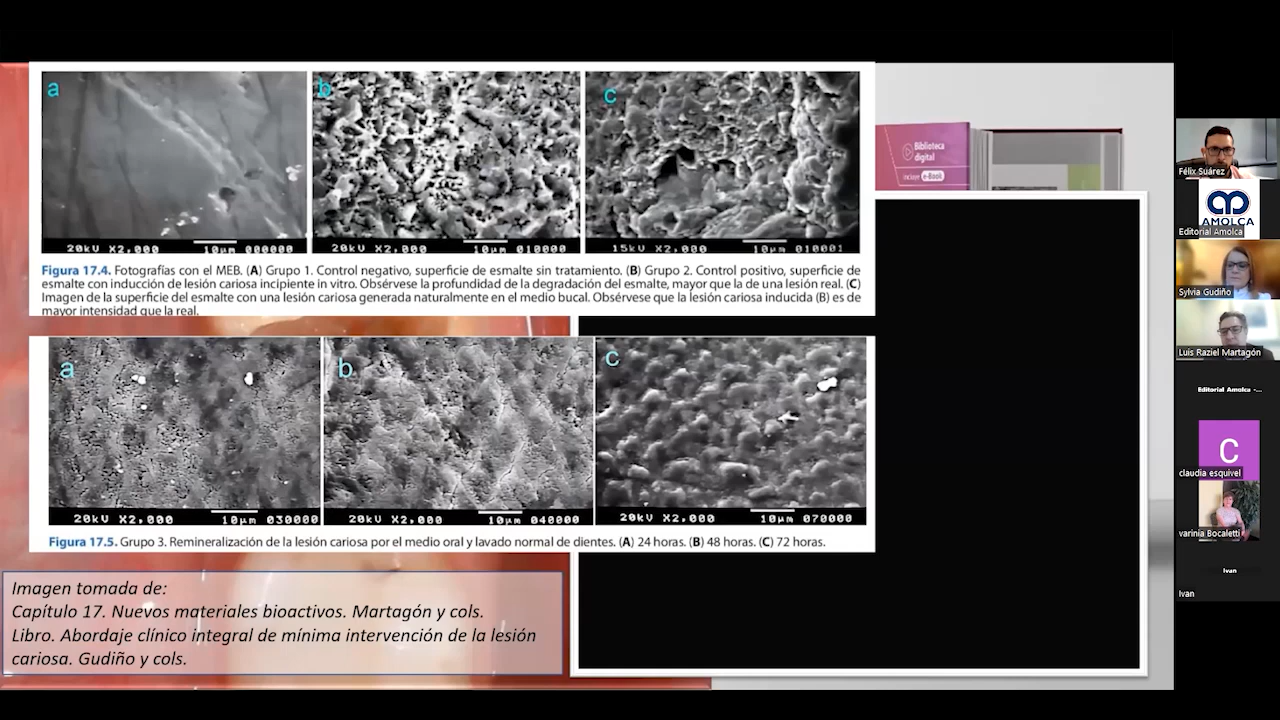 a
b
c
20kV X2,000 10µm 000000
20kV X2,000 10µm 010000
15kV X2,000 10µm 010001
Figura 17.4. Fotografías con el MEB. (A) Grupo 1. Control negativo, superficie de esmalte sin tratamiento. (B) Grupo 2. Control positivo, superficie de
esmalte con inducción de lesión cariosa incipiente in vitro. Obsérvese la profundidad de la degradación del esmalte, mayor que la de una lesión real. (C)
Imagen de la superficie del esmalte con una lesión cariosa generada naturalmente en el medio bucal. Obsérvese que la lesión cariosa inducida (B) es de
mayor intensidad que la real.
a
b
c
20kV X2,000 10µm 030000
20kV X2,000 10µm 040000
20kV X2,000 10µm 070000
Figura 17.5. Grupo 3. Remineralización de la lesión cariosa por el medio oral y lavado normal de dientes. (A) 24 horas. (B) 48 horas. (C) 72 horas.
Imagen tomada de:
Capítulo 17. Nuevos materiales bioactivos. Martagón y cols.
Libro. Abordaje clínico integral de mínima intervención de la lesión
cariosa. Gudiño y cols.
Biblioteca
digital
incluye e-Book
Félix Suárez
AMOLCA
Editorial Amolca
Sylvia Gudiño
Luis Raziel Martagón
Editorial Amolca -...
C
claudia esquivel
varinia Bocaletti
Ivan
Ivan